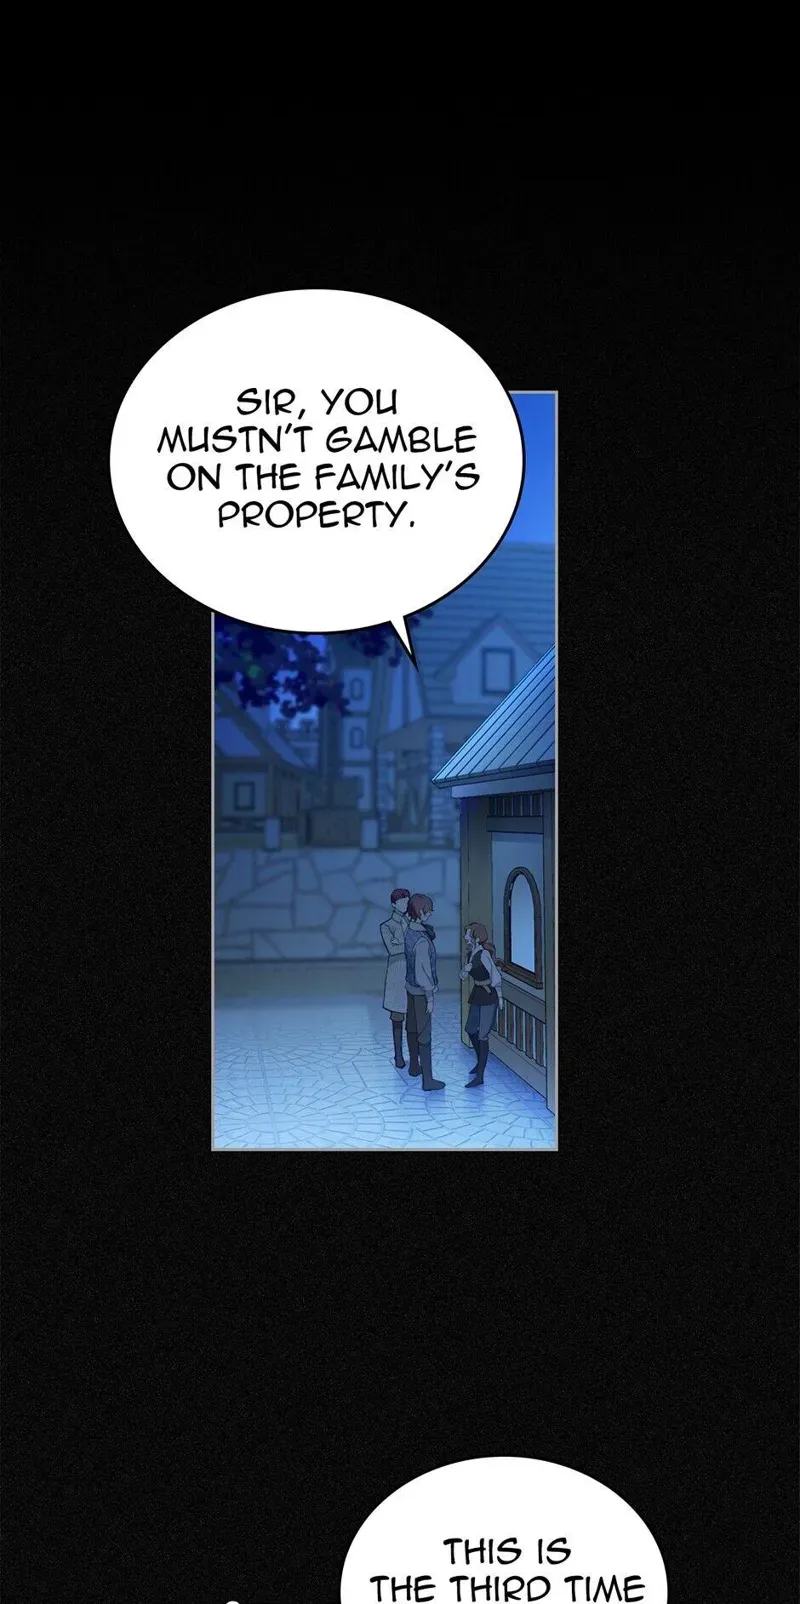 SIR, YOU
MUSTN'T GAMBLE
ON THE FAMILY'S
PROPERTY.
THIS IS
THE THIRD TIME